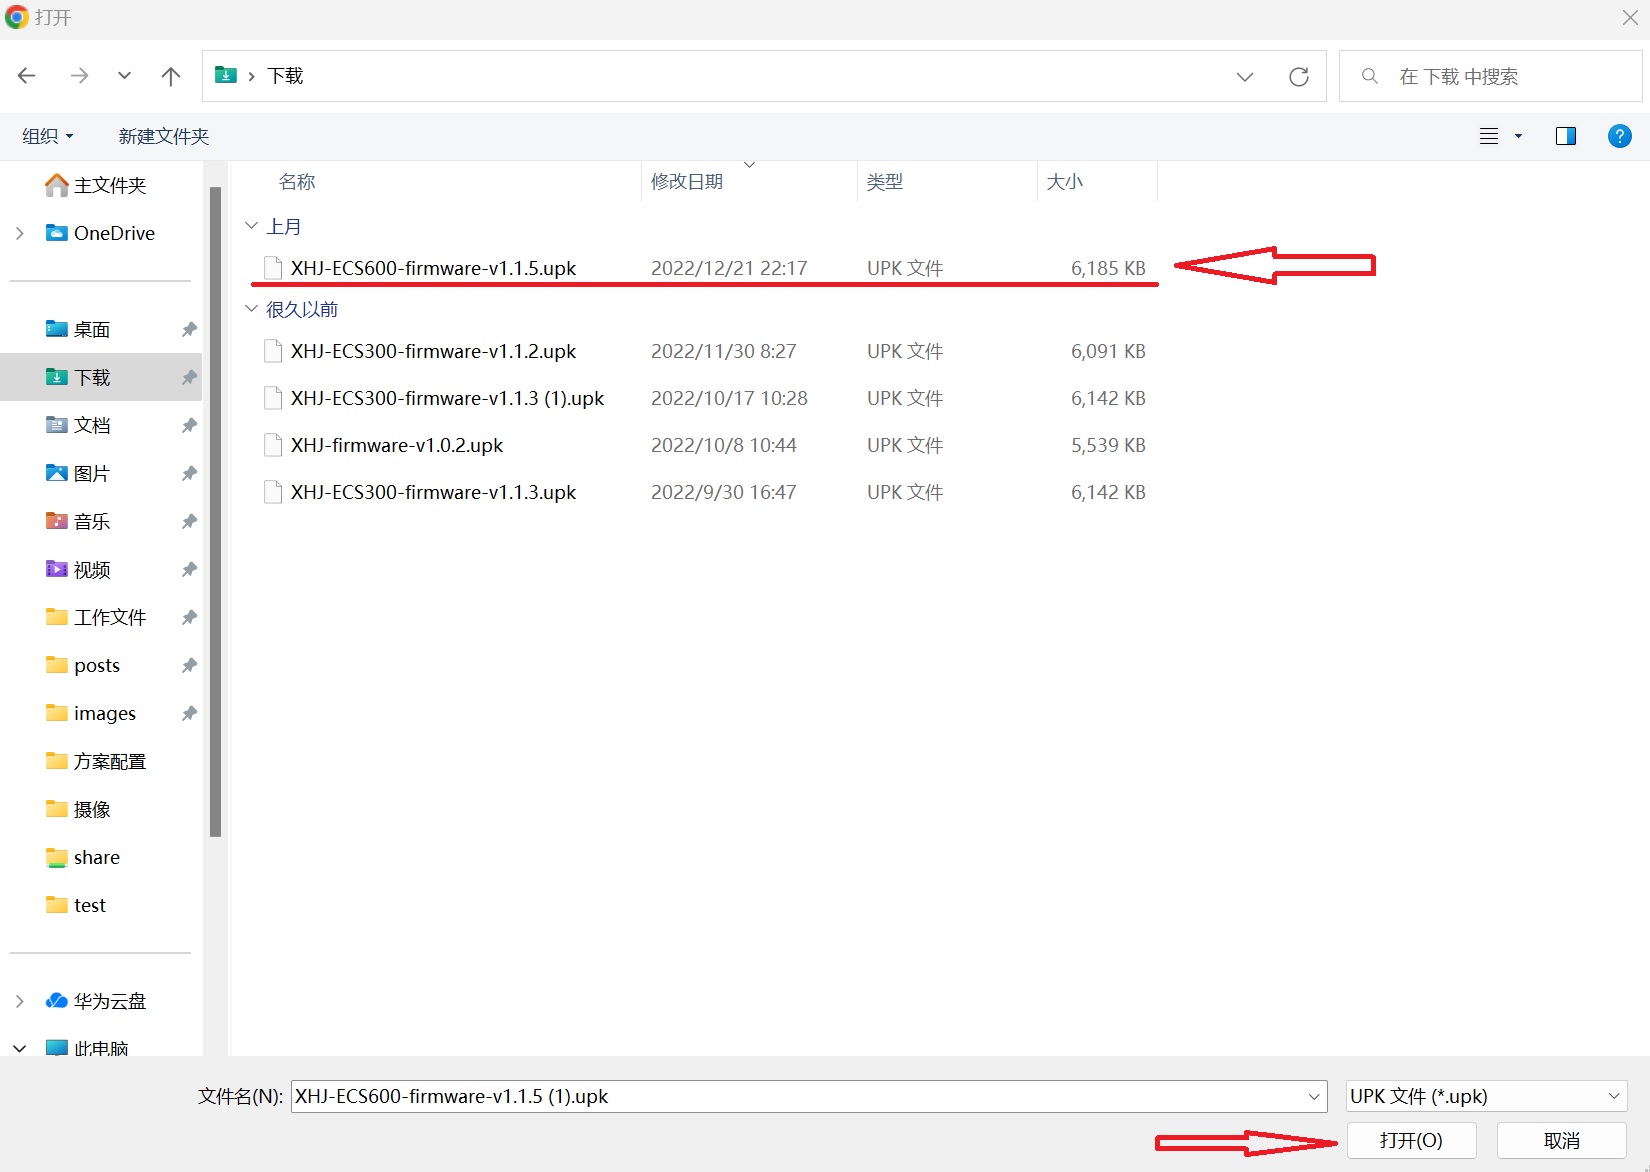 打开
下载
在 下载 中搜索
组织
新建文件夹
?
主文件夹
OneDrive
桌面
下载
文档
图片
音乐
视频
工作文件
posts
images
方案配置
摄像
share
test
华为云盘
此电脑
名称 修改日期 类型 大小
上月
XHJ-ECS600-firmware-v1.1.5.upk 2022/12/21 22:17 UPK 文件 6,185 KB
很久以前
XHJ-ECS300-firmware-v1.1.2.upk 2022/11/30 8:27 UPK 文件 6,091 KB
XHJ-ECS300-firmware-v1.1.3 (1).upk 2022/10/17 10:28 UPK 文件 6,142 KB
XHJ-firmware-v1.0.2.upk 2022/10/8 10:44 UPK 文件 5,539 KB
XHJ-ECS300-firmware-v1.1.3.upk 2022/9/30 16:47 UPK 文件 6,142 KB
文件名(N): XHJ-ECS600-firmware-v1.1.5 (1).upk UPK 文件 (*.upk)
打开(O) 取消